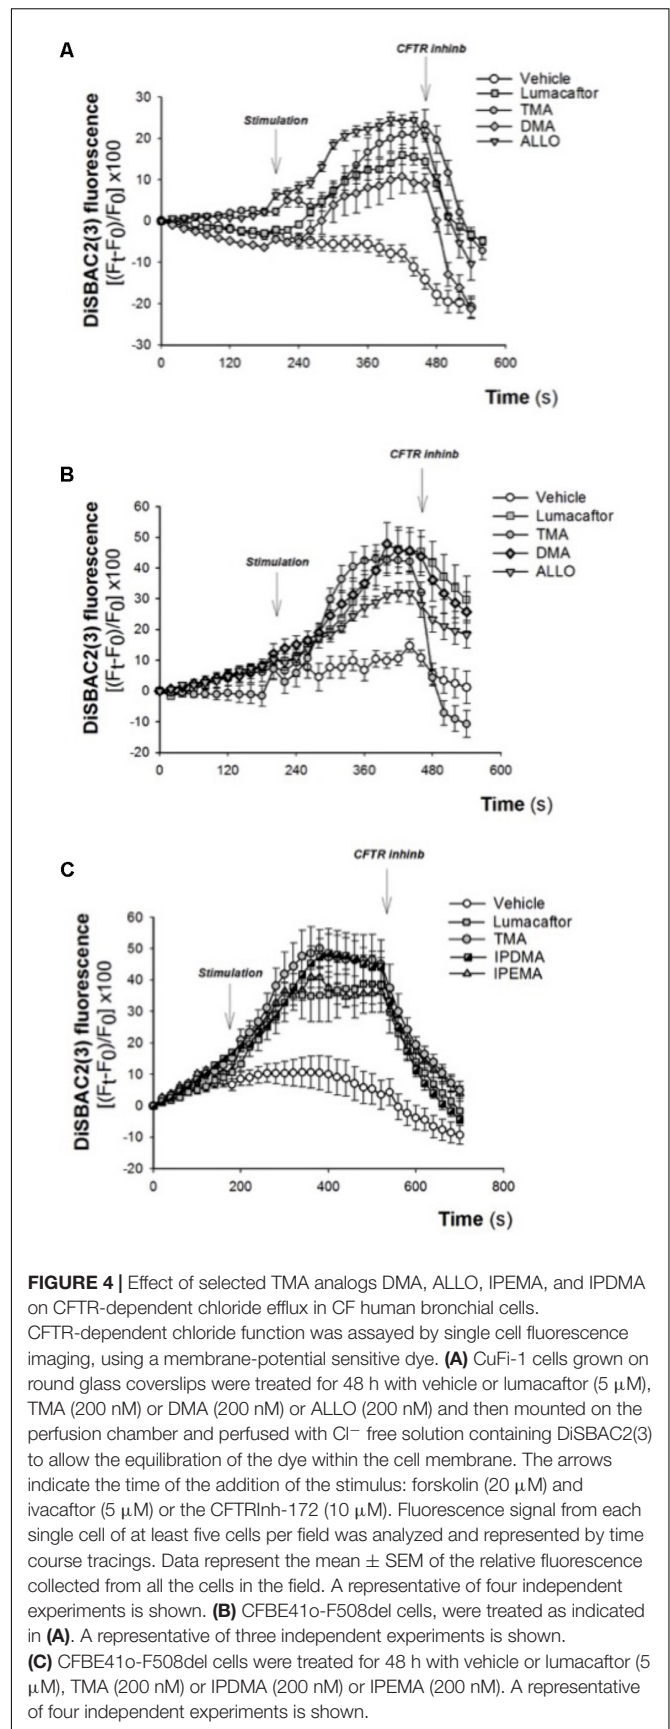 A
CFTR inhinb
Stimulation
Vehicle
Lumacaftor
TMA
DMA
ALLO
DiSBAC2(3) fluorescence
[(Ft-F0)/F0] x100
30
20
10
0
-10
-20
-30
0 120 240 360 480 600
Time (s)
B
CFTR inhinb
Stimulation
Vehicle
Lumacaftor
TMA
DMA
ALLO
DiSBAC2(3) fluorescence
[(Ft-F0)/F0] x100
60
50
40
30
20
10
0
-10
-20
0 120 240 360 480 600
Time (s)
C
CFTR inhinb
Stimulation
Vehicle
Lumacaftor
TMA
IPDMA
IPEMA
DiSBAC2(3) fluorescence
[(Ft-F0)/F0] x100
60
50
40
30
20
10
0
-10
-20
0 200 400 600 800
Time (s)
FIGURE 4 | Effect of selected TMA analogs DMA, ALLO, IPEMA, and IPDMA
on CFTR-dependent chloride efflux in CF human bronchial cells.
CFTR-dependent chloride function was assayed by single cell fluorescence
imaging, using a membrane-potential sensitive dye. (A) CuFi-1 cells grown on
round glass coverslips were treated for 48 h with vehicle or lumacaftor (5 μM),
TMA (200 nM) or DMA (200 nM) or ALLO (200 nM) and then mounted on the
perfusion chamber and perfused with Cl− free solution containing DiSBAC2(3)
to allow the equilibration of the dye within the cell membrane. The arrows
indicate the time of the addition of the stimulus: forskolin (20 μM) and
ivacaftor (5 μM) or the CFTRInh-172 (10 μM). Fluorescence signal from each
single cell of at least five cells per field was analyzed and represented by time
course tracings. Data represent the mean ± SEM of the relative fluorescence
collected from all the cells in the field. A representative of four independent
experiments is shown. (B) CFBE41o-F508del cells, were treated as indicated
in (A). A representative of three independent experiments is shown.
(C) CFBE41o-F508del cells were treated for 48 h with vehicle or lumacaftor (5
μM), TMA (200 nM) or IPDMA (200 nM) or IPEMA (200 nM). A representative
of four independent experiments is shown.